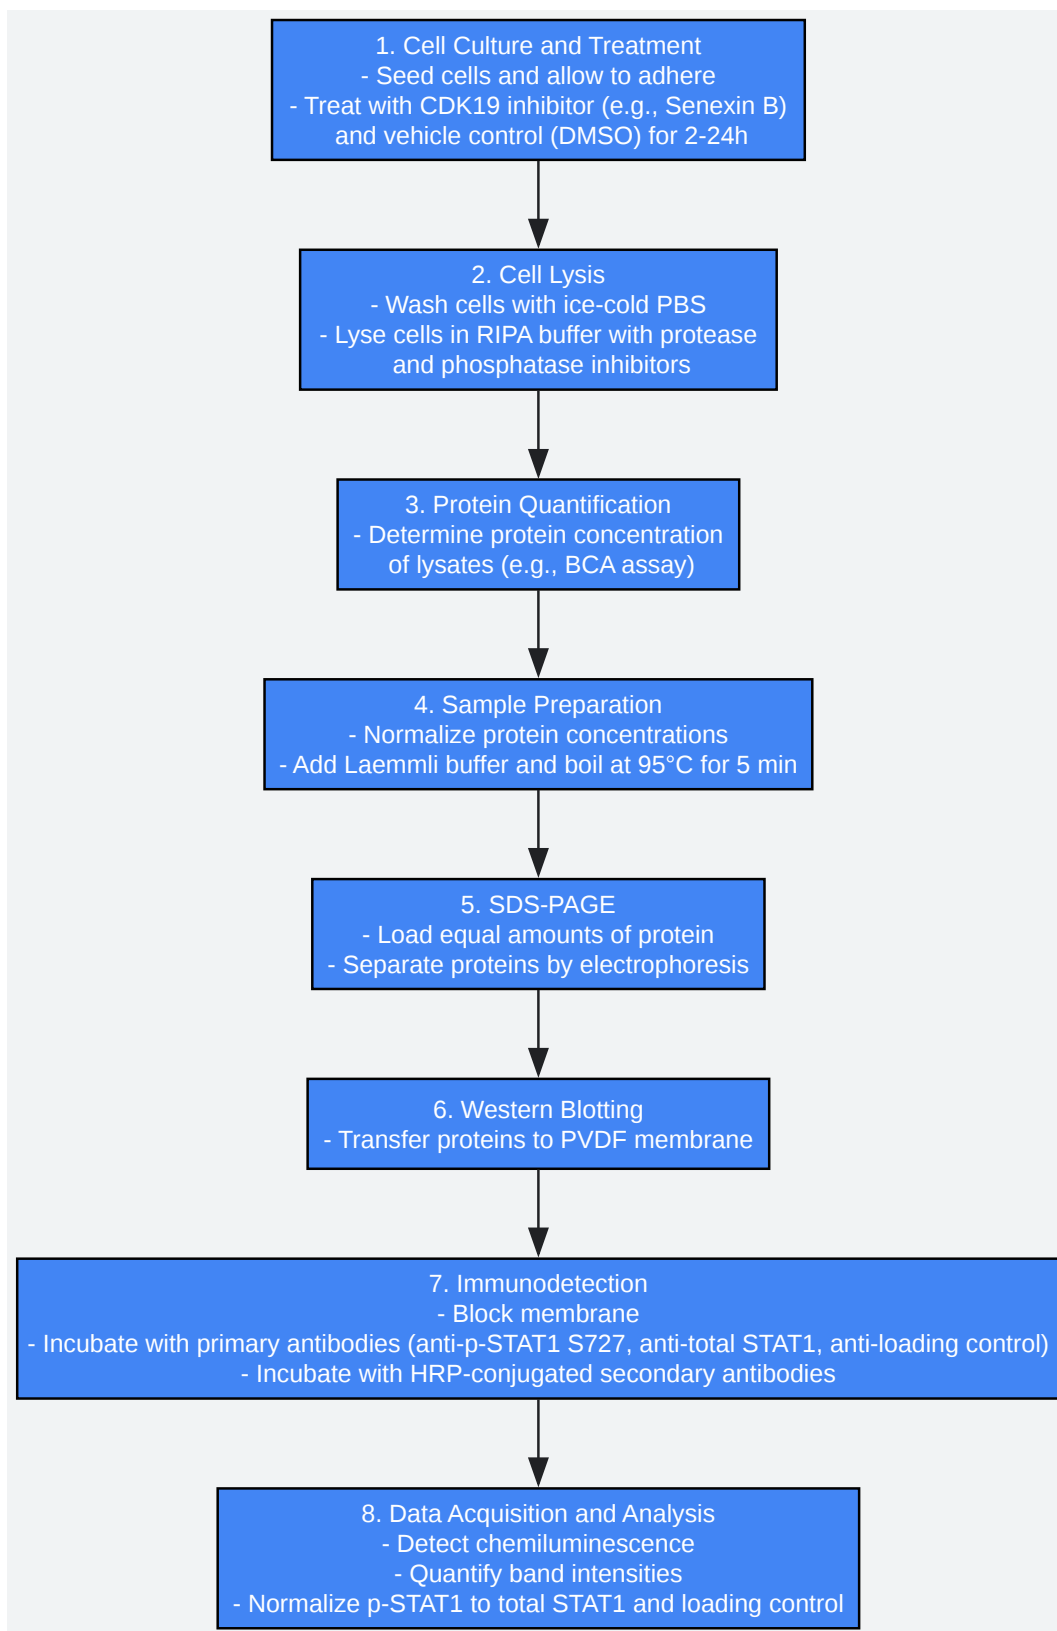 1. Cell Culture and Treatment
- Seed cells and allow to adhere
- Treat with CDK19 inhibitor (e.g., Senexin B)
and vehicle control (DMSO) for 2-24h
2. Cell Lysis
- Wash cells with ice-cold PBS
- Lyse cells in RIPA buffer with protease
and phosphatase inhibitors
3. Protein Quantification
- Determine protein concentration
of lysates (e.g., BCA assay)
4. Sample Preparation
- Normalize protein concentrations
- Add Laemmli buffer and boil at 95°C for 5 min
5. SDS-PAGE
- Load equal amounts of protein
- Separate proteins by electrophoresis
6. Western Blotting
- Transfer proteins to PVDF membrane
7. Immunodetection
- Block membrane
- Incubate with primary antibodies (anti-p-STAT1 S727, anti-total STAT1, anti-loading control)
- Incubate with HRP-conjugated secondary antibodies
8. Data Acquisition and Analysis
- Detect chemiluminescence
- Quantify band intensities
- Normalize p-STAT1 to total STAT1 and loading control